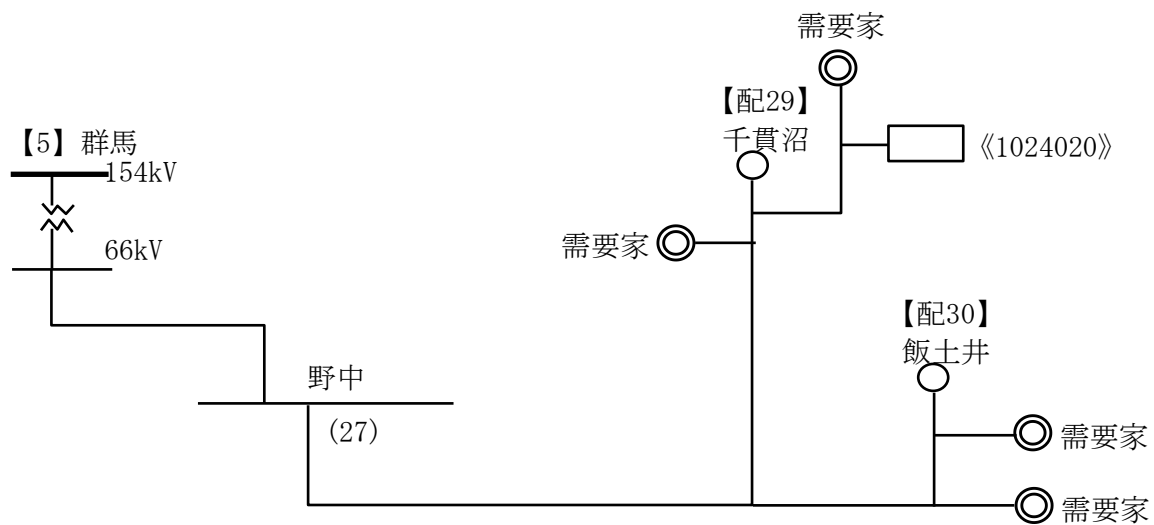 需要家
【配29】
千貫沼
《1024020》
【5】群馬
154kV
66kV
需要家
【配30】
飯土井
野中
(27)
需要家
需要家